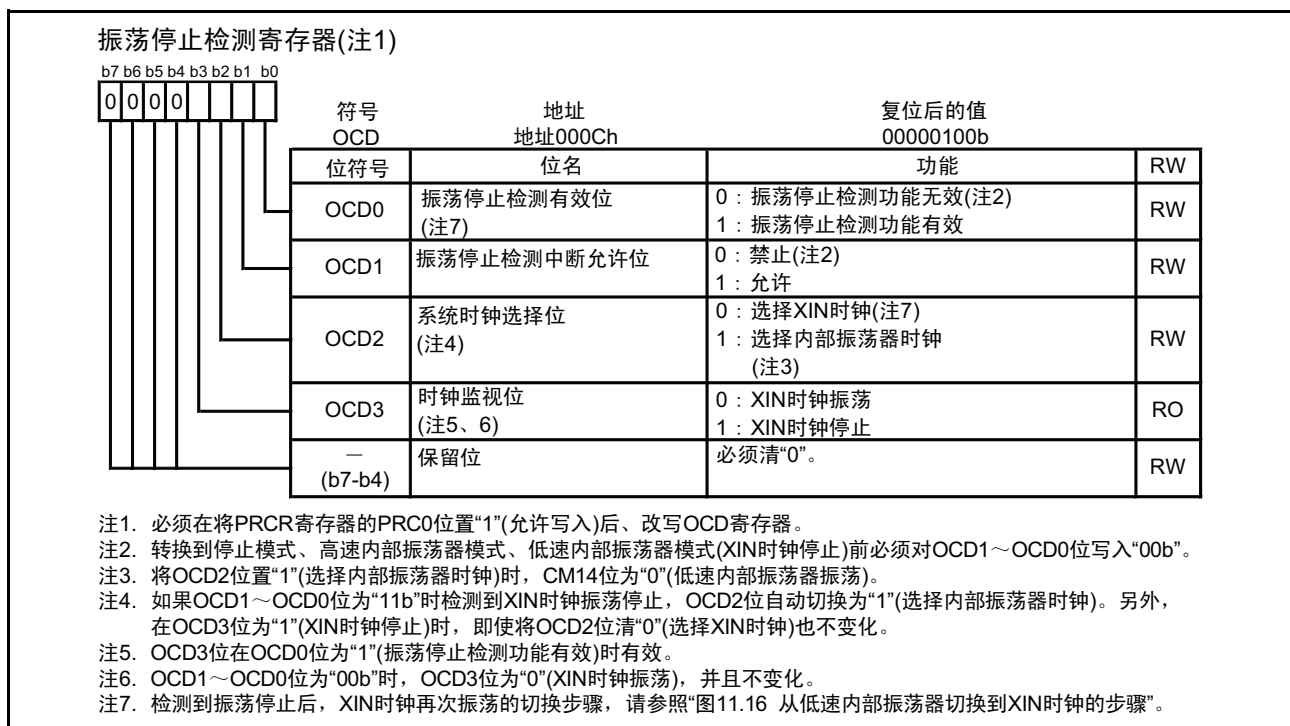 振荡停止检测寄存器(注1)
b7 b6 b5 b4 b3 b2 b1 b0
0 0 0 0
符号 地址 复位后的值
OCD 地址000Ch 00000100b
位符号 位名 功能 RW
OCD0 振荡停止检测有效位 (注7) 0：振荡停止检测功能无效(注2) RW
1：振荡停止检测功能有效
OCD1 振荡停止检测中断允许位 0：禁止(注2) RW
1：允许
OCD2 系统时钟选择位 (注4) 0：选择XIN时钟(注7) RW
1：选择内部振荡器时钟
(注3)
OCD3 时钟监视位 (注5、6) 0：XIN时钟振荡 RO
1：XIN时钟停止
— (b7-b4) 保留位 必须清“0”。 RW
注1. 必须在将PRCR寄存器的PRC0位置“1”(允许写入)后、改写OCD寄存器。
注2. 转换到停止模式、高速内部振荡器模式、低速内部振荡器模式(XIN时钟停止)前必须对OCD1～OCD0位写入“00b”。
注3. 将OCD2位置“1”(选择内部振荡器时钟)时，CM14位为“0”(低速内部振荡器振荡)。
注4. 如果OCD1～OCD0位为“11b”时检测到XIN时钟振荡停止，OCD2位自动切换为“1”(选择内部振荡器时钟)。另外，
在OCD3位为“1”(XIN时钟停止)时，即使将OCD2位清“0”(选择XIN时钟)也不变化。
注5. OCD3位在OCD0位为“1”(振荡停止检测功能有效)时有效。
注6. OCD1～OCD0位为“00b”时，OCD3位为“0”(XIN时钟振荡)，并且不变化。
注7. 检测到振荡停止后，XIN时钟再次振荡的切换步骤，请参照“图11.16 从低速内部振荡器切换到XIN时钟的步骤”。